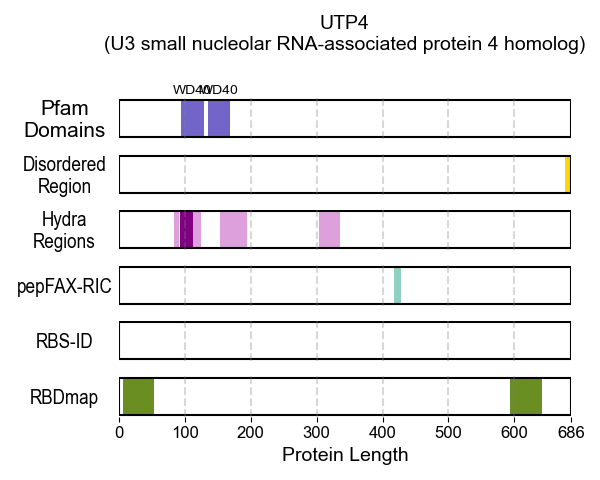 UTP4
(U3 small nucleolar RNA-associated protein 4 homolog)
WD40 WD40
Pfam
Domains
Disordered
Region
Hydra
Regions
pepFAX-RIC
RBS-ID
RBDmap
0 100 200 300 400 500 600 686
Protein Length